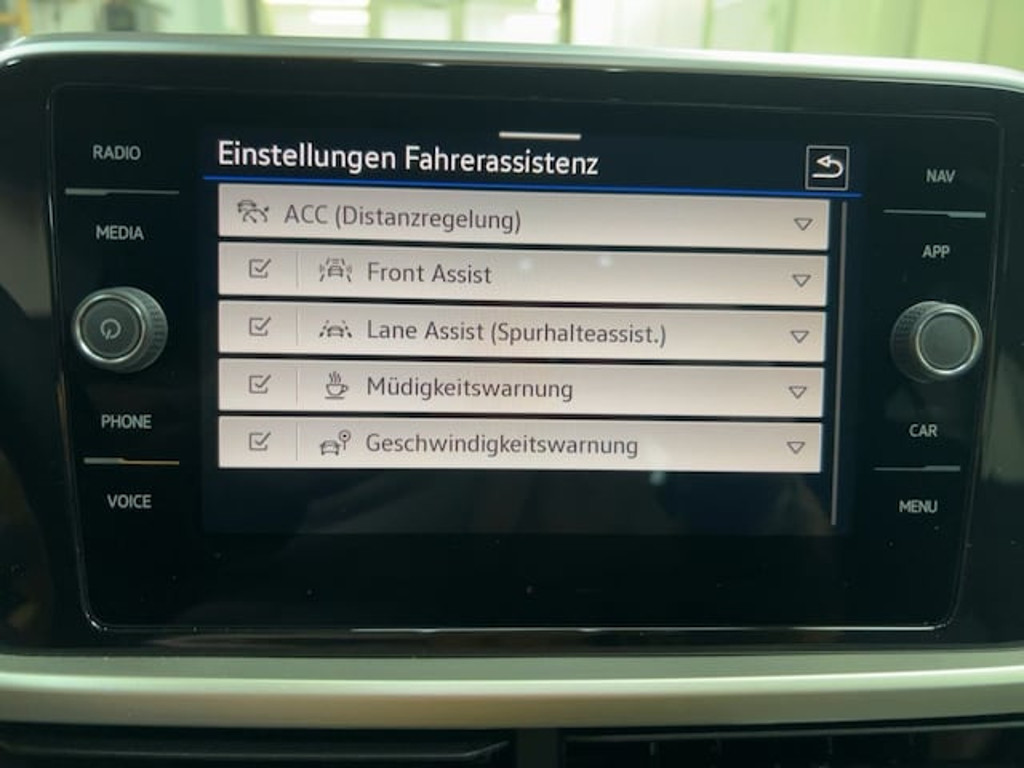 Einstellungen Fahrerassistenz
ACC (Distanzregelung)
Front Assist
Lane Assist (Spurhalteassist.)
Müdigkeitswarnung
Geschwindigkeitswarnung
RADIO
MEDIA
PHONE
VOICE
NAV
APP
CAR
MENU